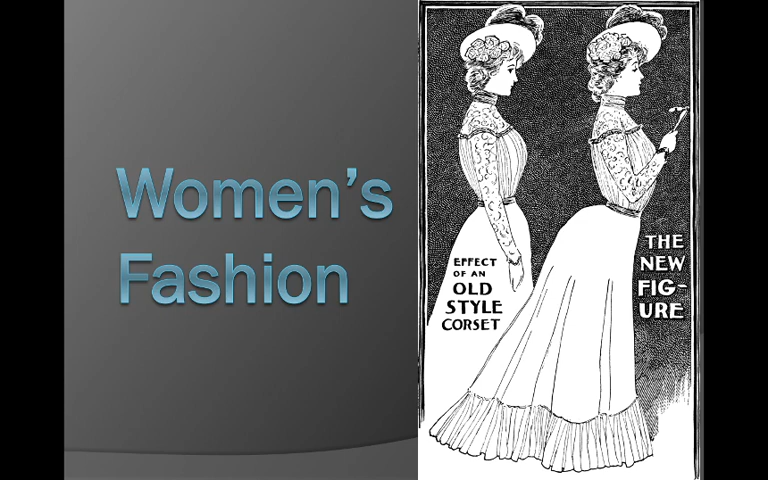 Women's
Fashion
EFFECT
OF AN
OLD
STYLE
CORSET
THE
NEW
FIG-
URE